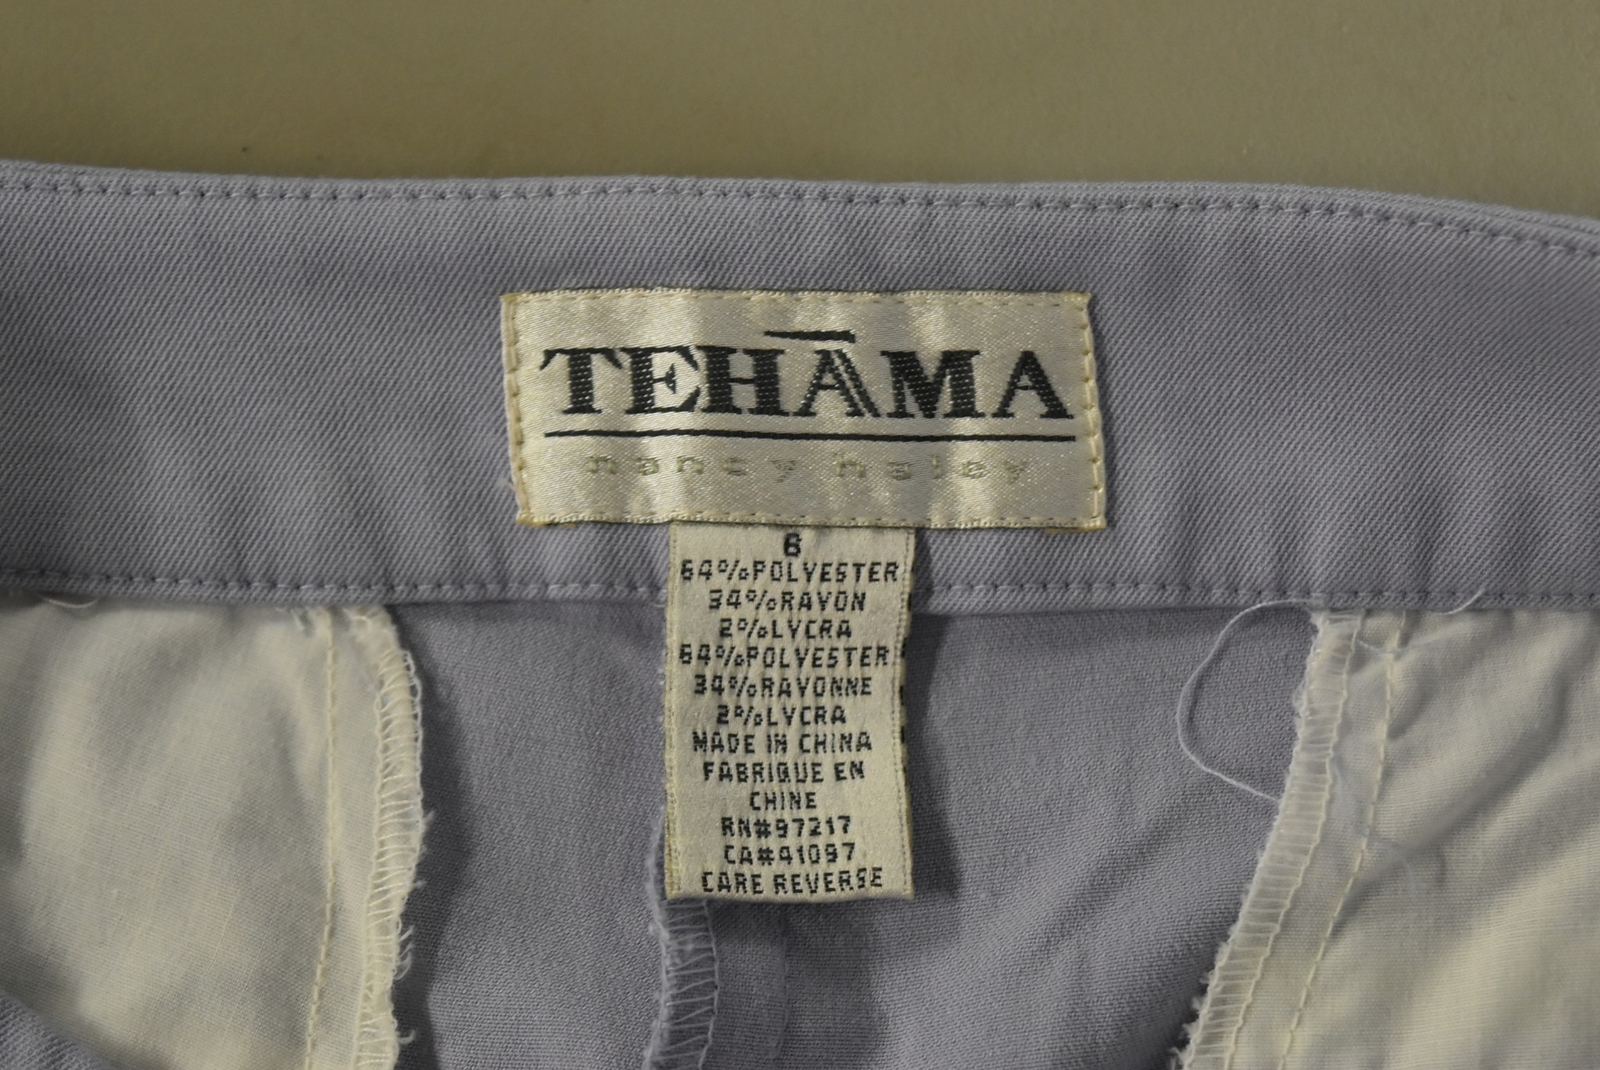 TEHAMA
nancy haley
6
64%POLYESTER
34%RAYON
2%LYCRA
64%POLYESTER
34%RAYONNE
2%LYCRA
MADE IN CHINA
FABRIQUE EN
CHINE
RN#97217
CA#41097
CARE REVERSE